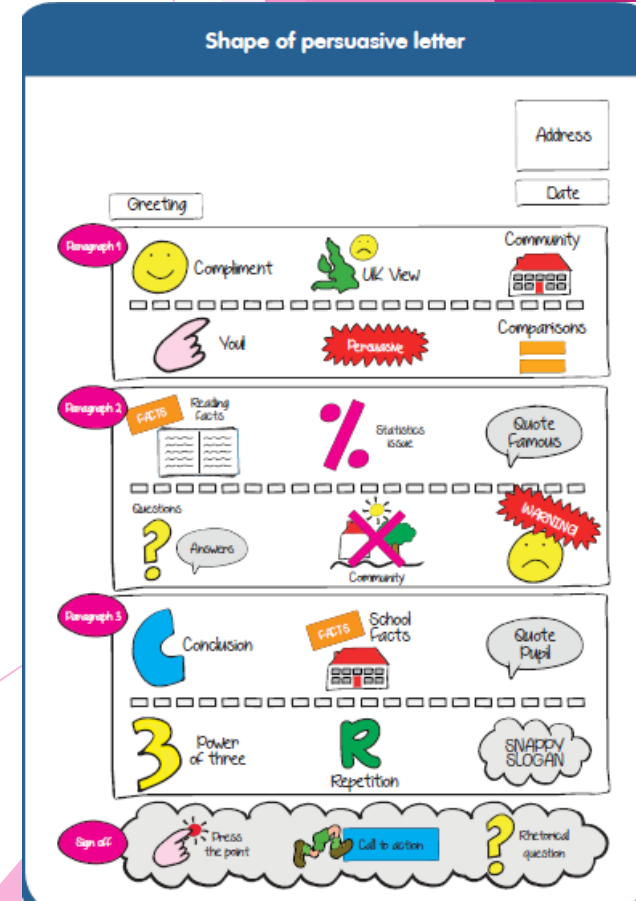 Shape of persuasive letter
Address
Date
Greeting
Paragraph 1
Compliment
UK View
Community
You!
Persuasive
Comparisons
Paragraph 2
FACTS
Reading
facts
%
Statistics
issue
Quote
Famous
Questions
?
Answers
Community
WARNING!
Paragraph 3
C
Conclusion
FACTS
School
Facts
Quote
Pupil
3
Power
of three
R
Repetition
SNAPPY
SLOGAN
Sign off
Press
the point
Call to action
?
Rhetorical
question